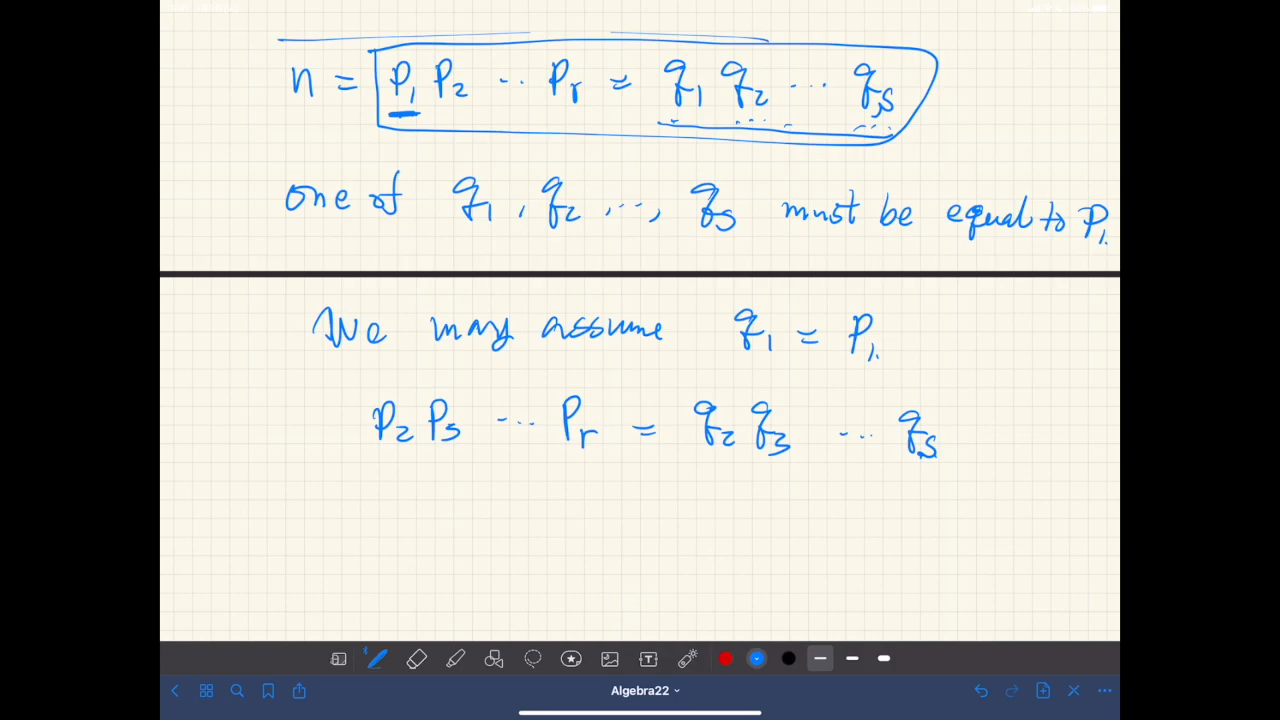 n = p₁ p₂ ... pᵣ = q₁ q₂ ... qₛ
one of q₁, q₂, ..., qₛ must be equal to p₁.
We may assume q₁ = p₁.
p₂ p₃ ... pᵣ = q₂ q₃ ... qₛ
Algebra22